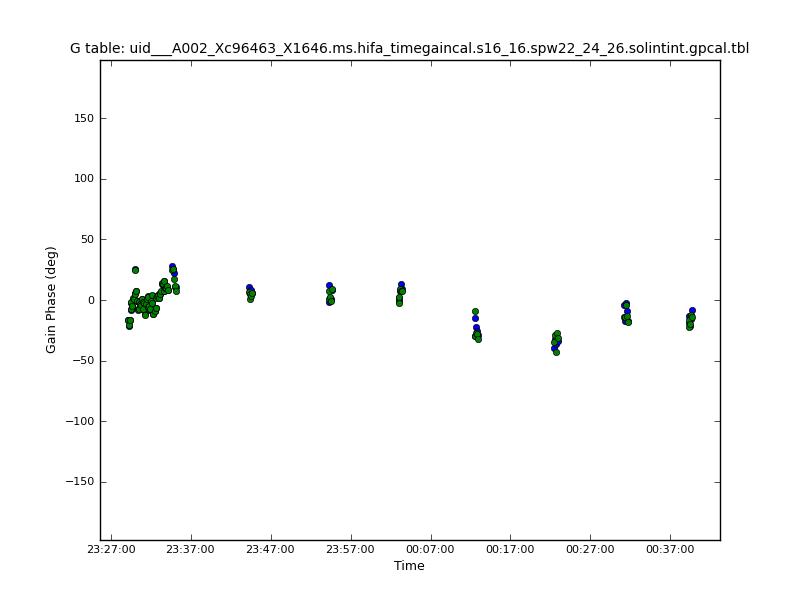 G table: uid___A002_Xc96463_X1646.ms.hifa_timegaincal.s16_16.spw22_24_26.solintint.gpcal.tbl
Gain Phase (deg)
150
100
50
0
−50
−100
−150
23:27:00 23:37:00 23:47:00 23:57:00 00:07:00 00:17:00 00:27:00 00:37:00
Time